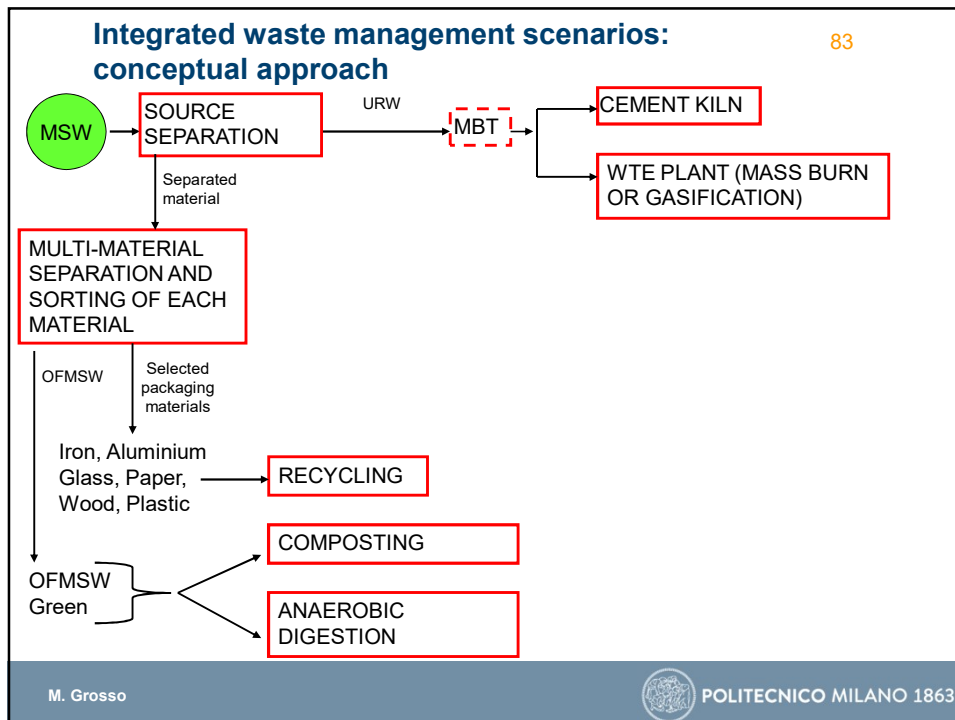 Integrated waste management scenarios:
conceptual approach
83
MSW
SOURCE
SEPARATION
URW
MBT
CEMENT KILN
WTE PLANT (MASS BURN
OR GASIFICATION)
Separated
material
MULTI-MATERIAL
SEPARATION AND
SORTING OF EACH
MATERIAL
OFMSW
Selected
packaging
materials
Iron, Aluminium
Glass, Paper,
Wood, Plastic
RECYCLING
COMPOSTING
OFMSW
Green
ANAEROBIC
DIGESTION
M. Grosso
POLITECNICO MILANO 1863